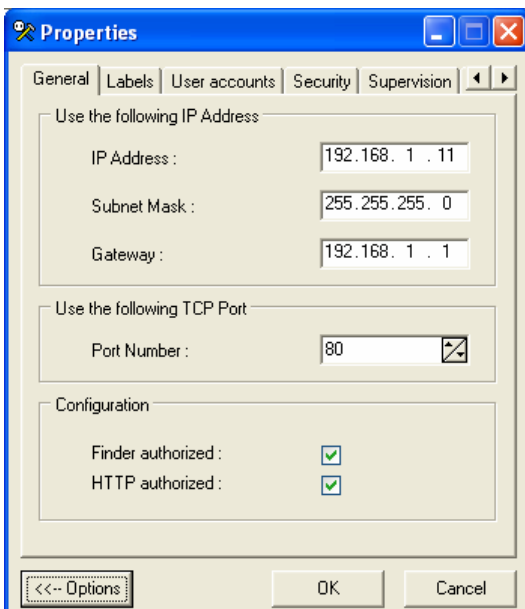 Properties
General Labels User accounts Security Supervision
Use the following IP Address
IP Address : 192.168. 1 . 11
Subnet Mask : 255.255.255. 0
Gateway : 192.168. 1 . 1
Use the following TCP Port
Port Number : 80
Configuration
Finder authorized :
HTTP authorized :
<<-- Options OK Cancel